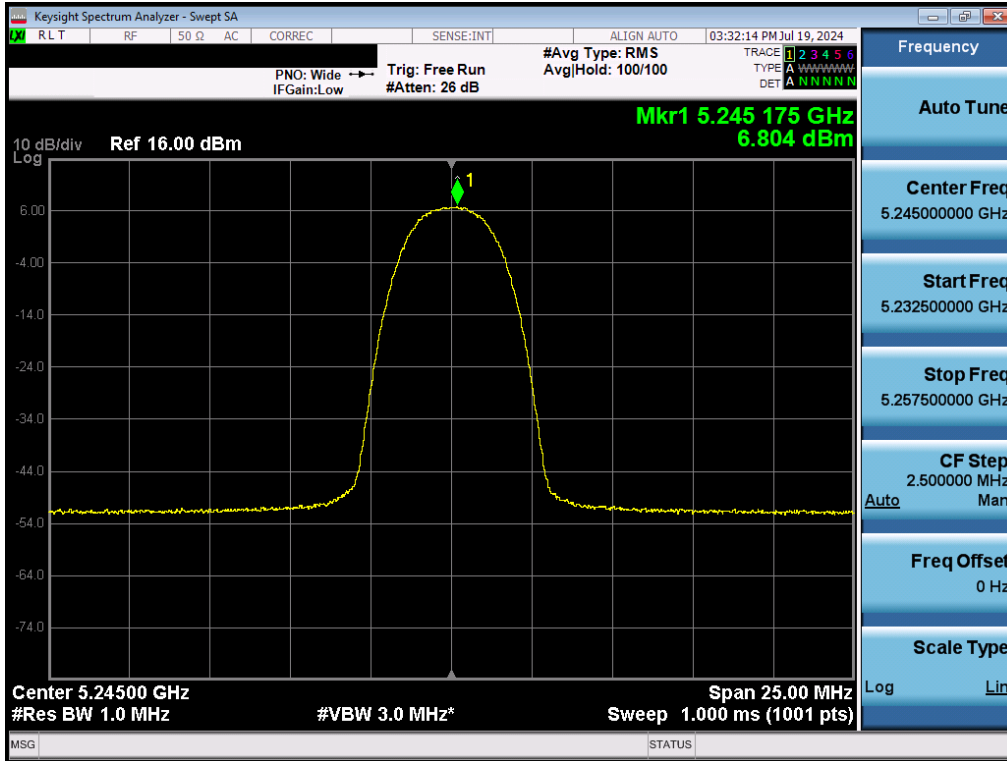 Keysight Spectrum Analyzer - Swept SA
LXI R L T RF 50 Ω AC CORREC SENSE:INT ALIGN AUTO 03:32:14 PM Jul 19, 2024
PNO: Wide
IFGain:Low
Trig: Free Run
#Atten: 26 dB
#Avg Type: RMS
Avg|Hold: 100/100
TRACE 1 2 3 4 5 6
TYPE A WWWWW
DET A N N N N N
Mkr1 5.245 175 GHz
6.804 dBm
10 dB/div Ref 16.00 dBm
Log
1
6.00
-4.00
-14.0
-24.0
-34.0
-44.0
-54.0
-64.0
-74.0
Center 5.24500 GHz Span 25.00 MHz
#Res BW 1.0 MHz #VBW 3.0 MHz* Sweep 1.000 ms (1001 pts)
MSG STATUS
Frequency
Auto Tune
Center Freq
5.245000000 GHz
Start Freq
5.232500000 GHz
Stop Freq
5.257500000 GHz
CF Step
2.500000 MHz
Auto Man
Freq Offset
0 Hz
Scale Type
Log Lin